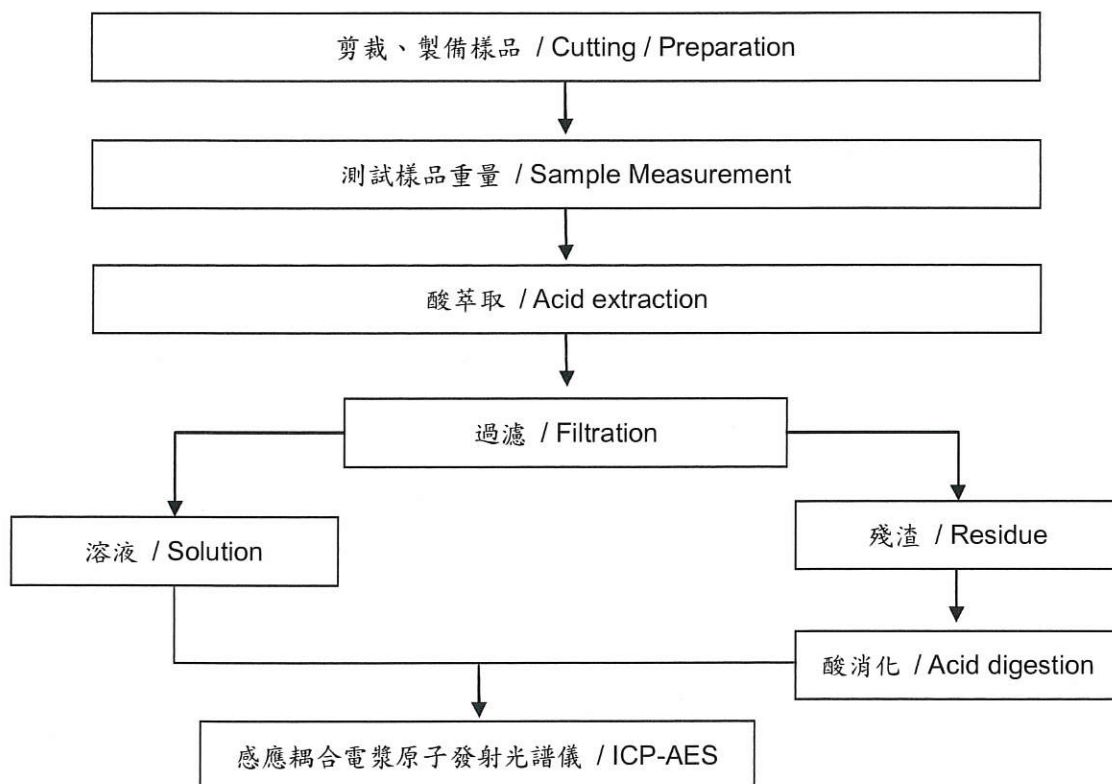 剪裁、製備樣品 / Cutting / Preparation
測試樣品重量 / Sample Measurement
酸萃取 / Acid extraction
過濾 / Filtration
溶液 / Solution
殘渣 / Residue
酸消化 / Acid digestion
感應耦合電漿原子發射光譜儀 / ICP-AES